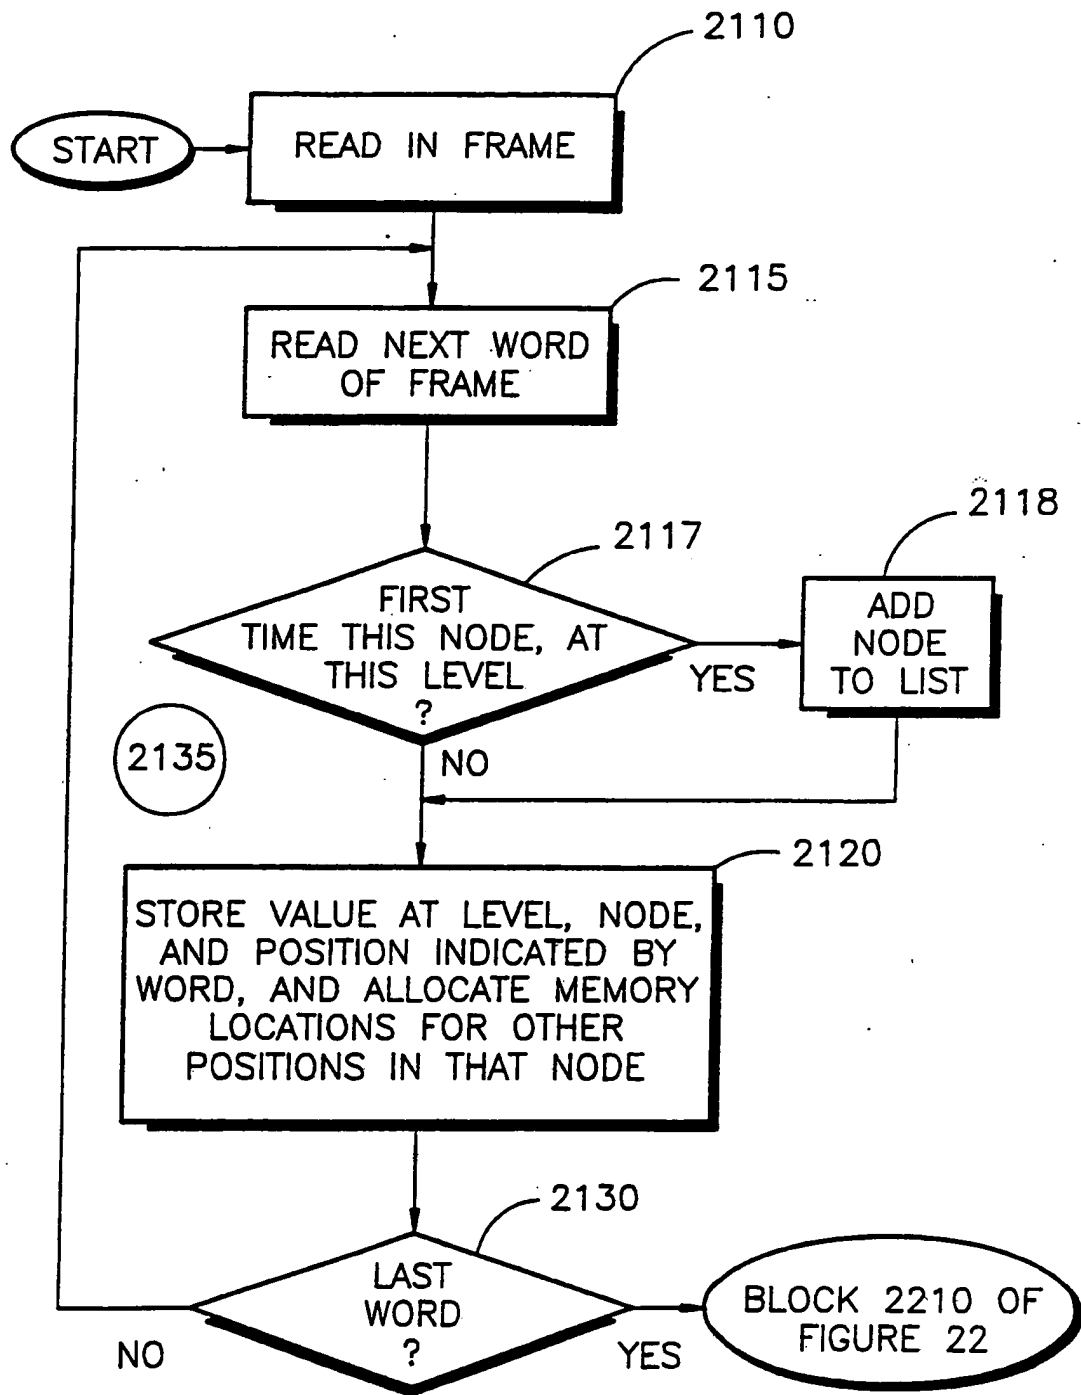 2110
START
READ IN FRAME
2115
READ NEXT WORD
OF FRAME
2117
2118
FIRST
TIME THIS NODE, AT
THIS LEVEL
?
YES
ADD
NODE
TO LIST
2135
NO
2120
STORE VALUE AT LEVEL, NODE,
AND POSITION INDICATED BY
WORD, AND ALLOCATE MEMORY
LOCATIONS FOR OTHER
POSITIONS IN THAT NODE
2130
LAST
WORD
?
NO
YES
BLOCK 2210 OF
FIGURE 22